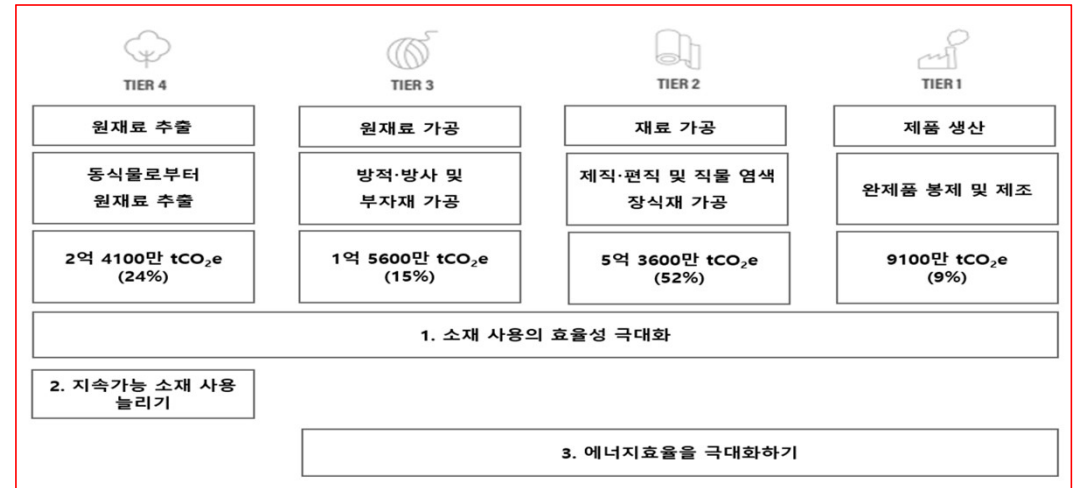 TIER 4
TIER 3
TIER 2
TIER 1
원재료 추출
원재료 가공
재료 가공
제품 생산
동식물로부터
원재료 추출
방적·방사 및
부자재 가공
제직·편직 및 직물 염색
장식재 가공
완제품 봉제 및 제조
2억 4100만 tCO₂e
(24%)
1억 5600만 tCO₂e
(15%)
5억 3600만 tCO₂e
(52%)
9100만 tCO₂e
(9%)
1. 소재 사용의 효율성 극대화
2. 지속가능 소재 사용
늘리기
3. 에너지효율을 극대화하기